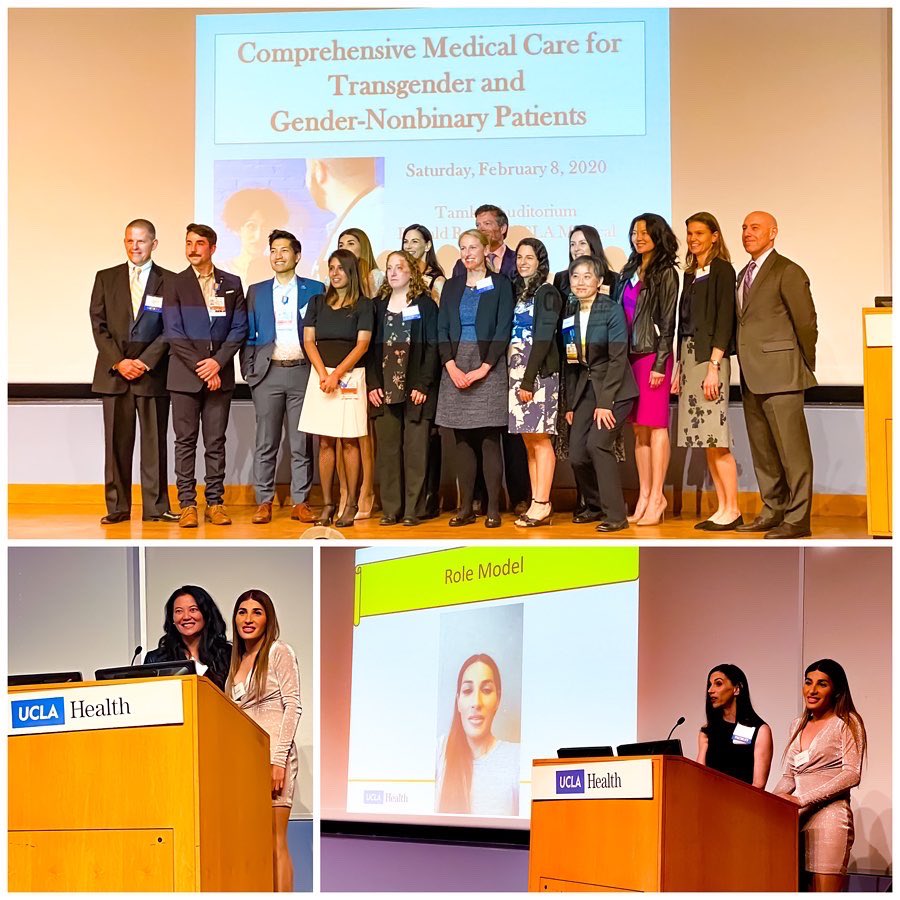 Comprehensive Medical Care for
Transgender and
Gender-Nonbinary Patients
Saturday, February 8, 2020
Auditorium
UCLA Health
Role Model
UCLA Health
UCLA Health